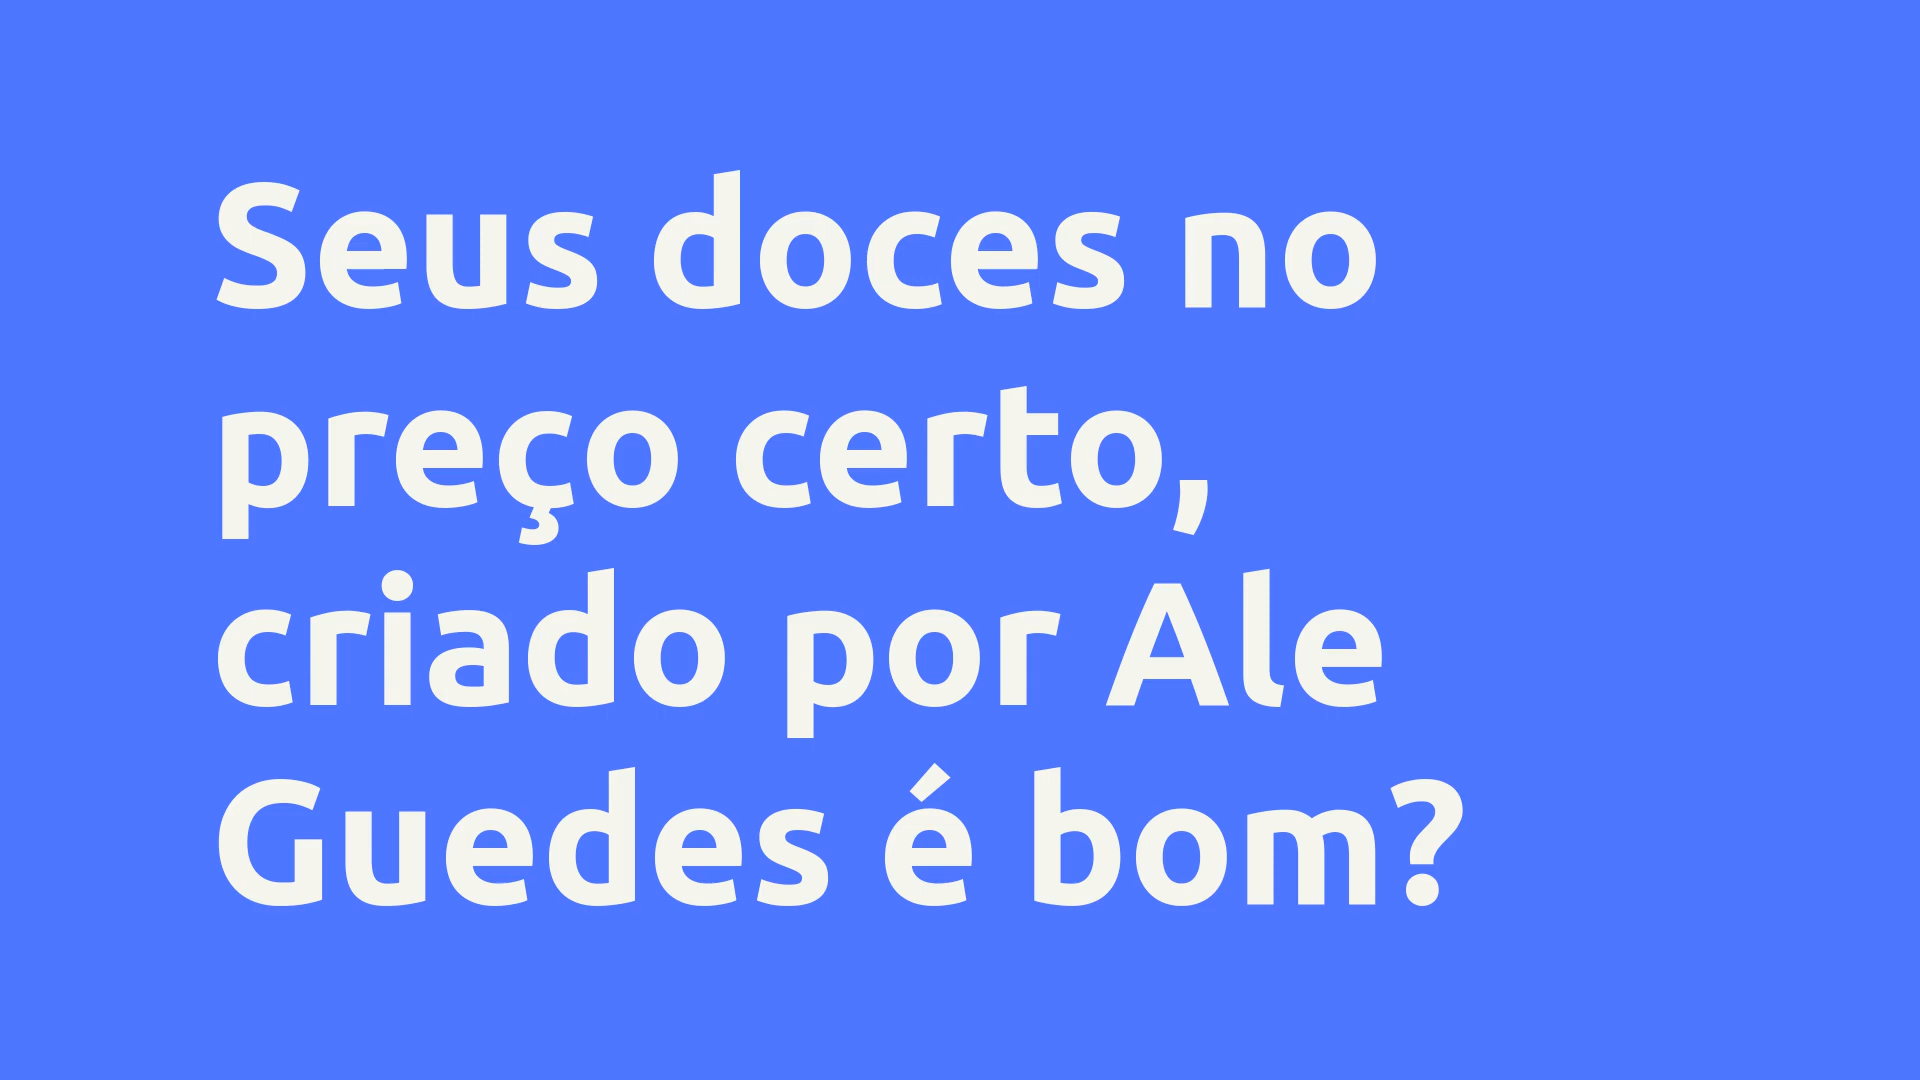 Seus doces no
preço certo,
criado por Ale
Guedes é bom?